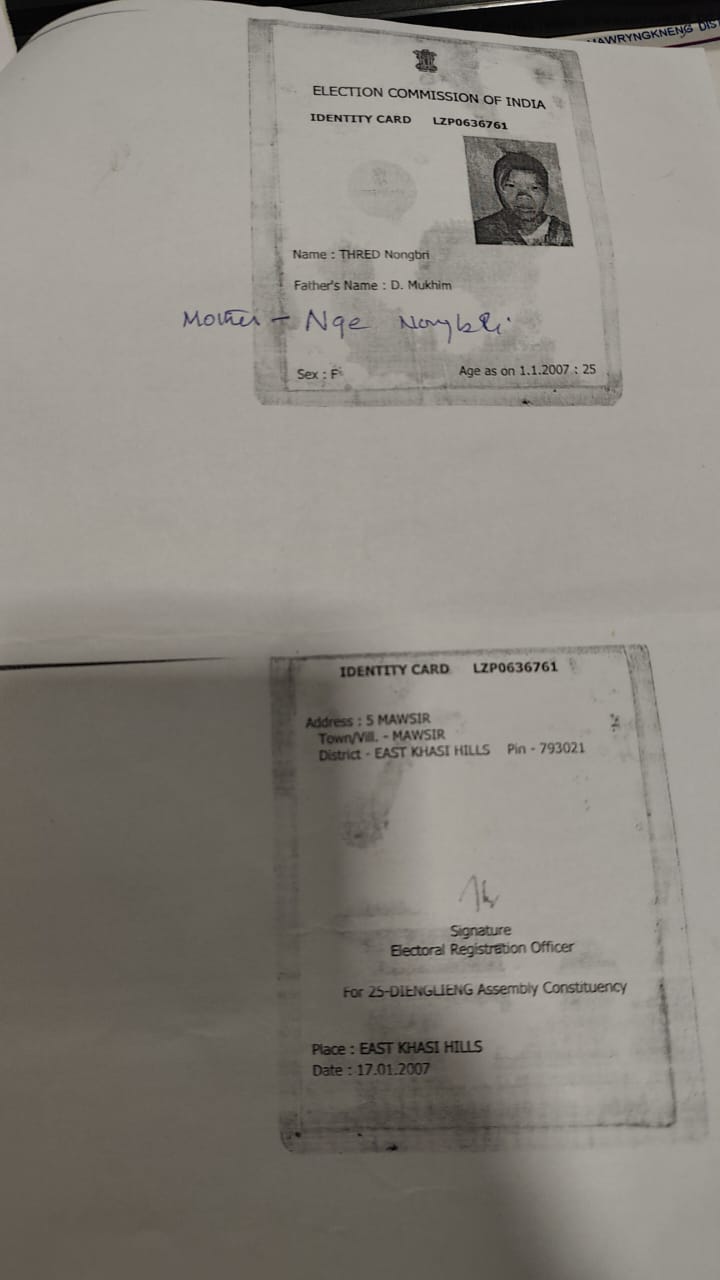 MAWRYNGKNENG DIST
ELECTION COMMISSION OF INDIA
IDENTITY CARD LZP0636761
Name : THRED Nongbri
Father's Name : D. Mukhim
Mother - Nge Nongbri
Sex : F
Age as on 1.1.2007 : 25
IDENTITY CARD LZP0636761
Address : 5 MAWSIR
Town/Vill. - MAWSIR
District - EAST KHASI HILLS Pin - 793021
Signature
Electoral Registration Officer
For 25-DIENGLIENG Assembly Constituency
Place : EAST KHASI HILLS
Date : 17.01.2007